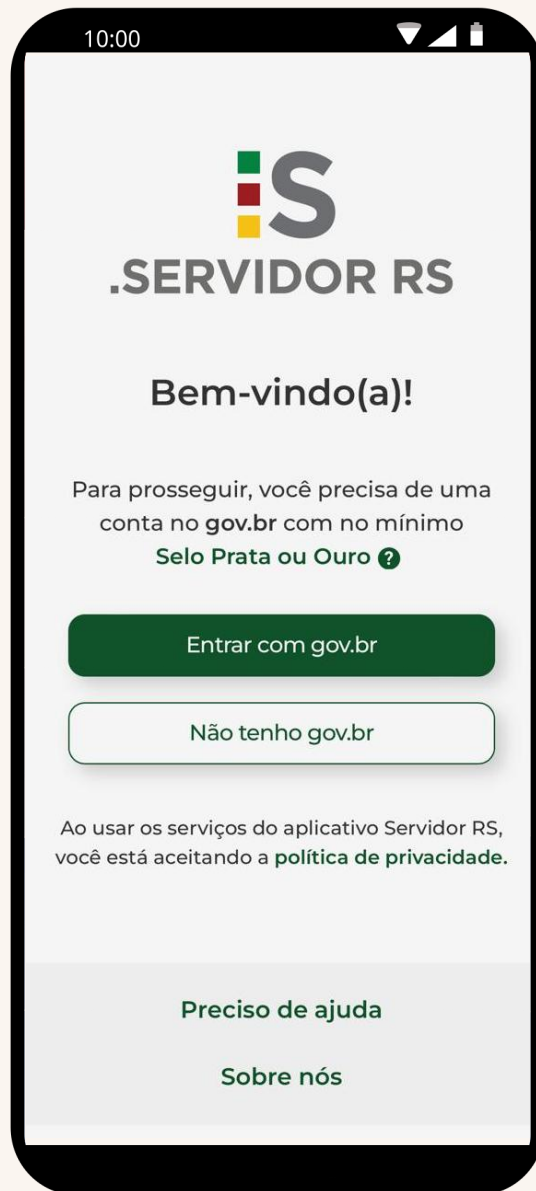 10:00
S
.SERVIDOR RS
Bem-vindo(a)!
Para prosseguir, você precisa de uma
conta no gov.br com no mínimo
Selo Prata ou Ouro ?
Entrar com gov.br
Não tenho gov.br
Ao usar os serviços do aplicativo Servidor RS,
você está aceitando a política de privacidade.
Preciso de ajuda
Sobre nós